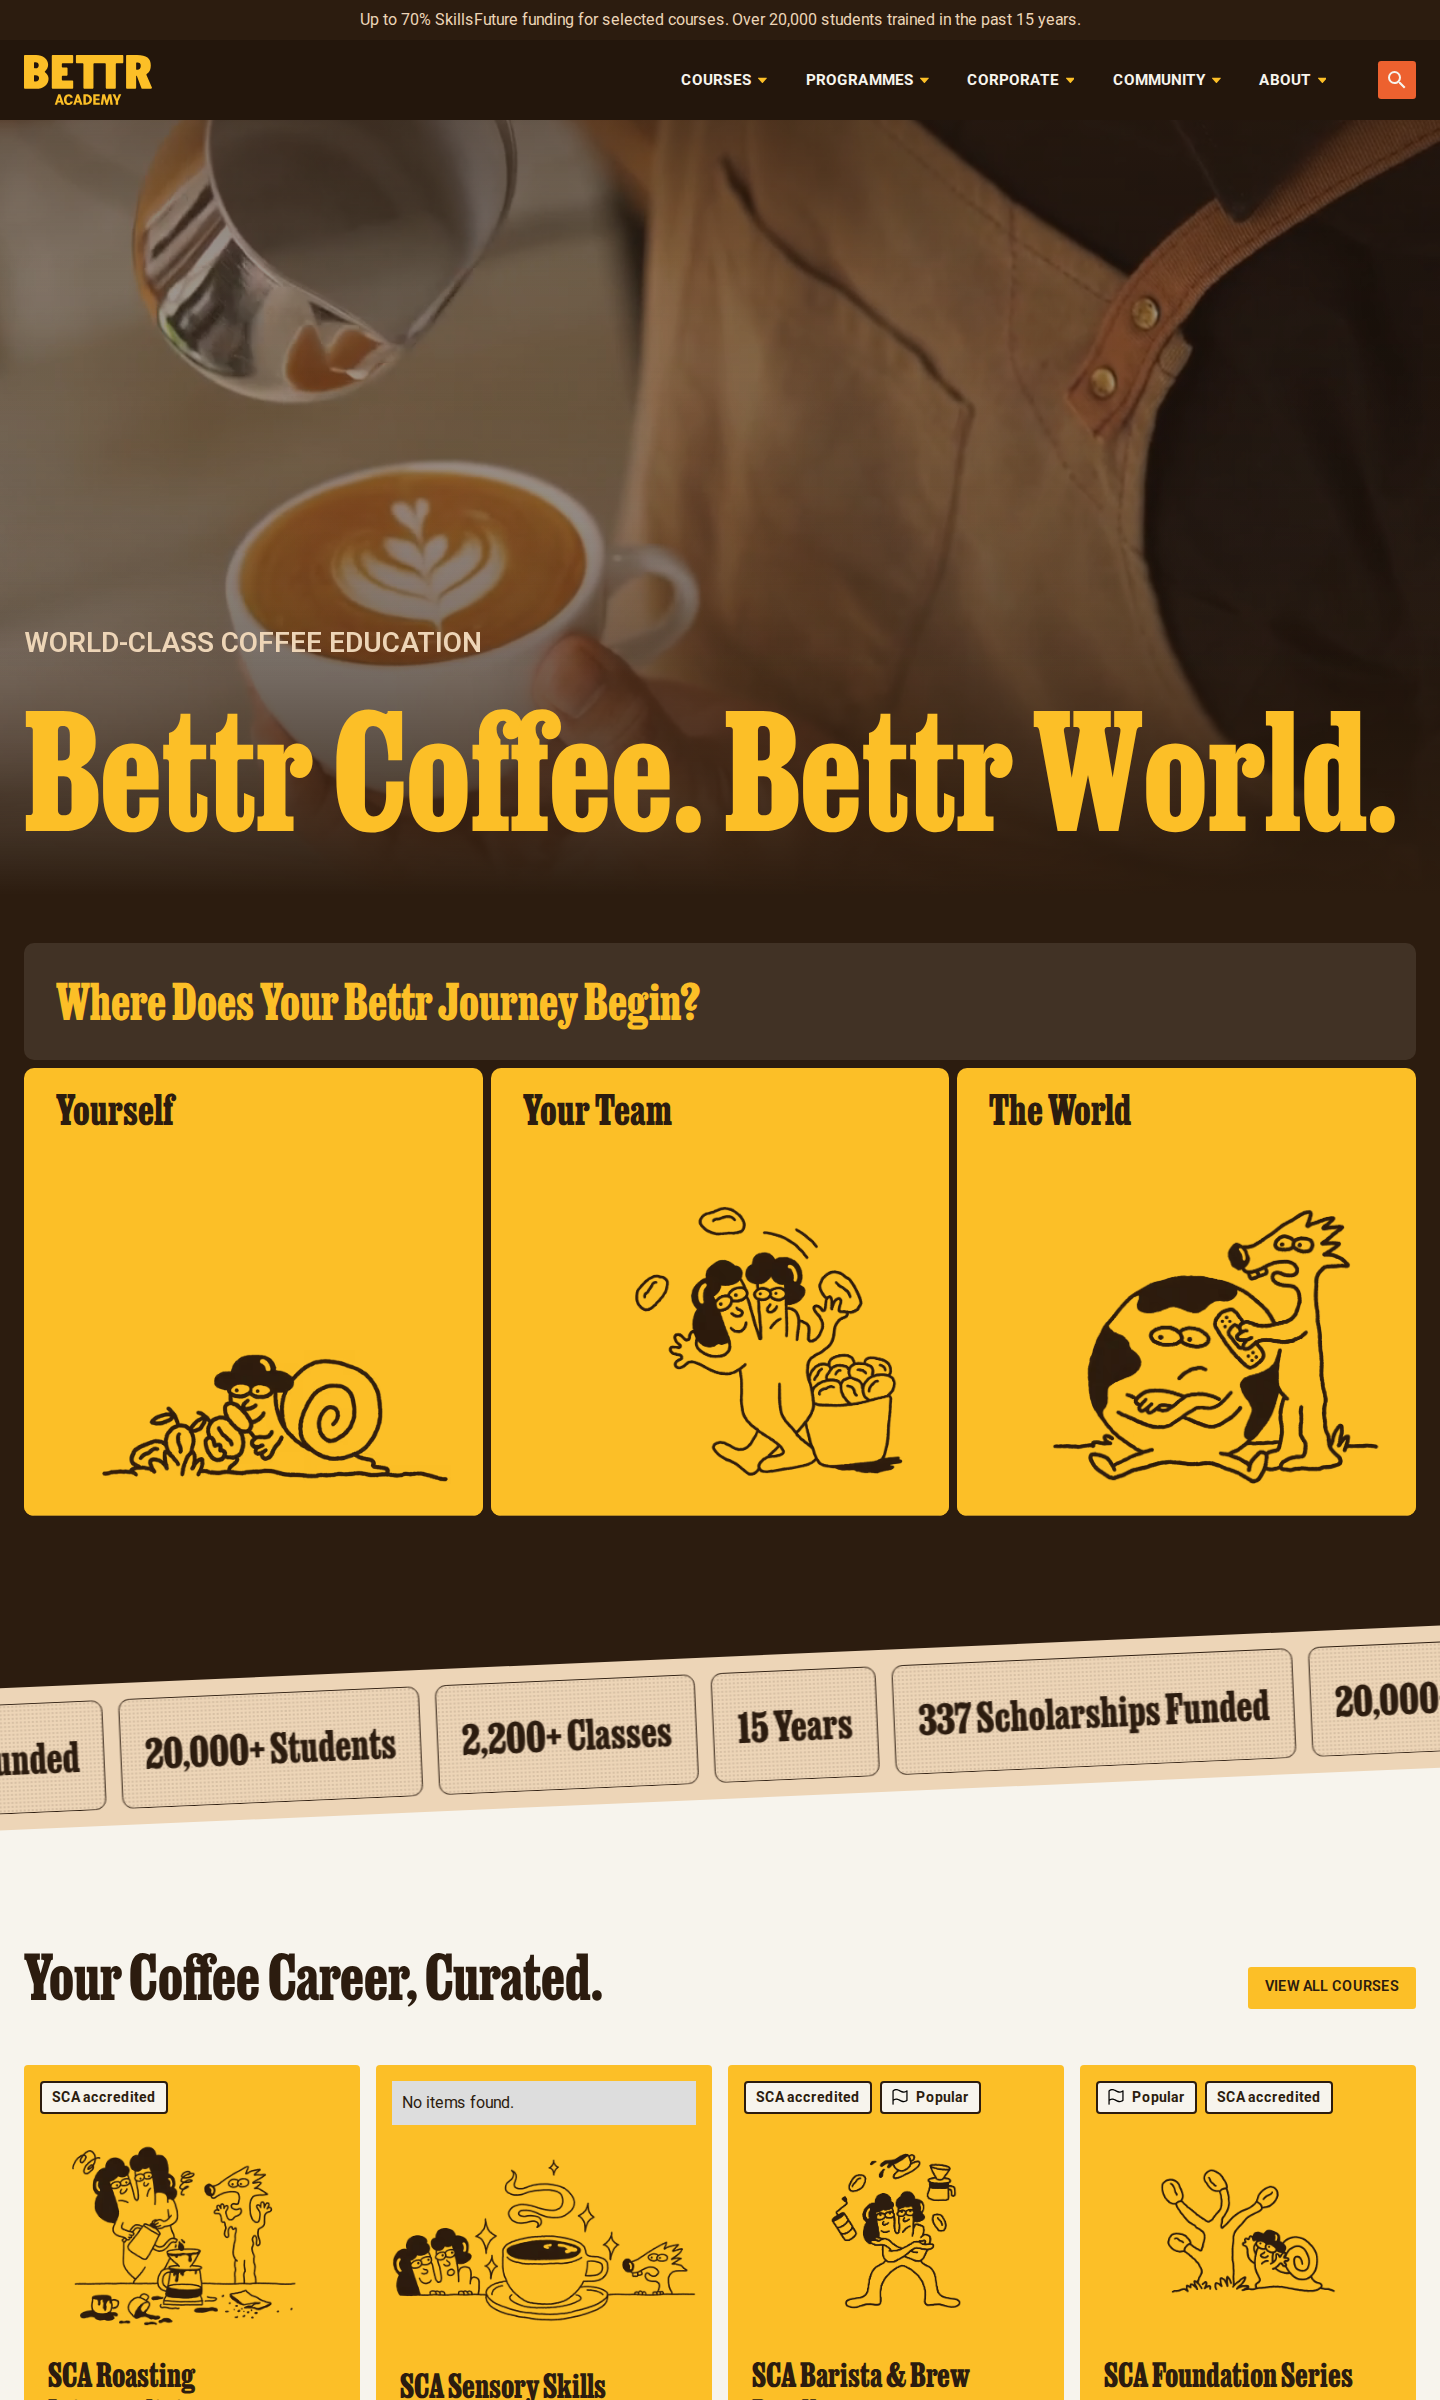 Up to 70% SkillsFuture funding for selected courses. Over 20,000 students trained in the past 15 years.
BETTR
ACADEMY
COURSES
PROGRAMMES
CORPORATE
COMMUNITY
ABOUT
WORLD-CLASS COFFEE EDUCATION
Bettr Coffee. Bettr World.
Where Does Your Bettr Journey Begin?
Yourself
Your Team
The World
20,000+ Students
2,200+ Classes
15 Years
337 Scholarships Funded
20,000
Your Coffee Career, Curated.
VIEW ALL COURSES
SCA accredited
No items found.
SCA accredited
Popular
Popular
SCA accredited
SCA Roasting
SCA Sensory Skills
SCA Barista & Brew
SCA Foundation Series